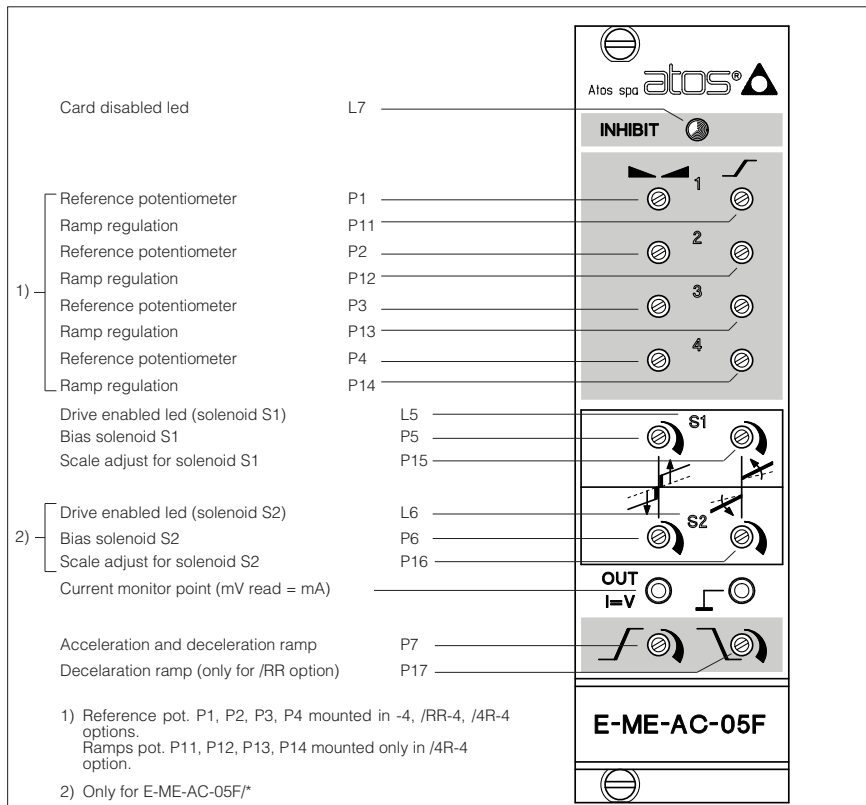 Atos spa atos®
Card disabled led L7
INHIBIT
1
Reference potentiometer P1
Ramp regulation P11
2
Reference potentiometer P2
Ramp regulation P12
3
1)
Reference potentiometer P3
Ramp regulation P13
4
Reference potentiometer P4
Ramp regulation P14
Drive enabled led (solenoid S1) L5
S1
Bias solenoid S1 P5
Scale adjust for solenoid S1 P15
Drive enabled led (solenoid S2) L6
S2
2)
Bias solenoid S2 P6
Scale adjust for solenoid S2 P16
OUT
I=V
Current monitor point (mV read = mA)
Acceleration and deceleration ramp P7
Decelaration ramp (only for /RR option) P17
1) Reference pot. P1, P2, P3, P4 mounted in -4, /RR-4, /4R-4
options.
Ramps pot. P11, P12, P13, P14 mounted only in /4R-4
option.
2) Only for E-ME-AC-05F/*
E-ME-AC-05F